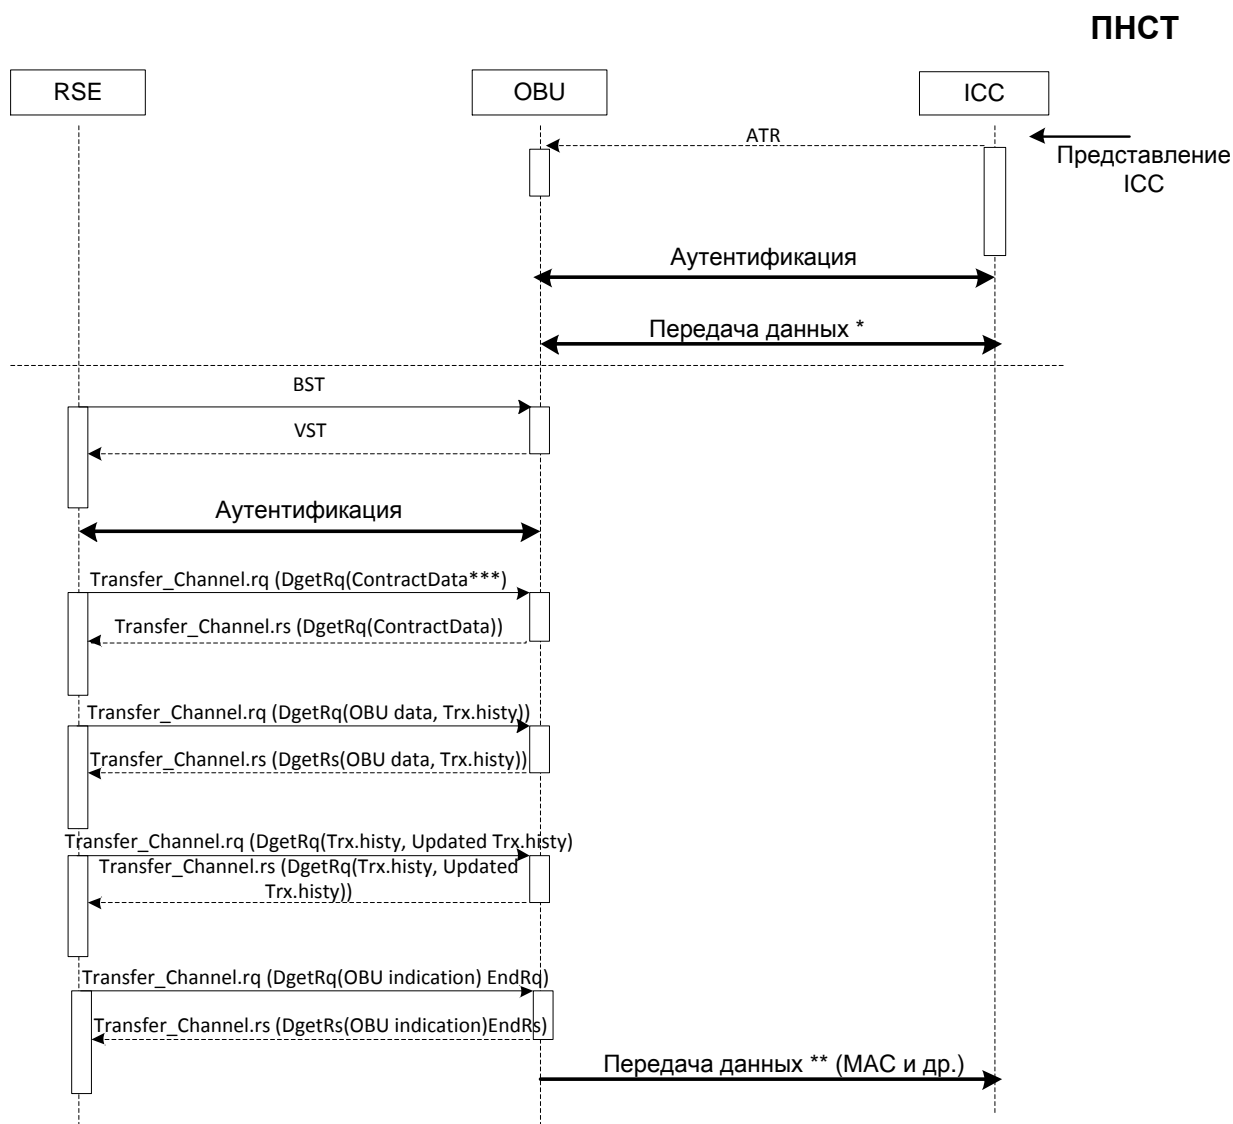 ПНСТ
RSE
OBU
ICC
ATR
Представление
ICC
Аутентификация
Передача данных *
BST
VST
Аутентификация
Transfer_Channel.rq (DgetRq(ContractData***)
Transfer_Channel.rs (DgetRq(ContractData))
Transfer_Channel.rq (DgetRq(OBU data, Trx.histy))
Transfer_Channel.rs (DgetRs(OBU data, Trx.histy))
Transfer_Channel.rq (DgetRq(Trx.histy, Updated Trx.histy)
Transfer_Channel.rs (DgetRq(Trx.histy, Updated
Trx.histy))
Transfer_Channel.rq (DgetRq(OBU indication) EndRq)
Transfer_Channel.rs (DgetRs(OBU indication)EndRs)
Передача данных ** (MAC и др.)